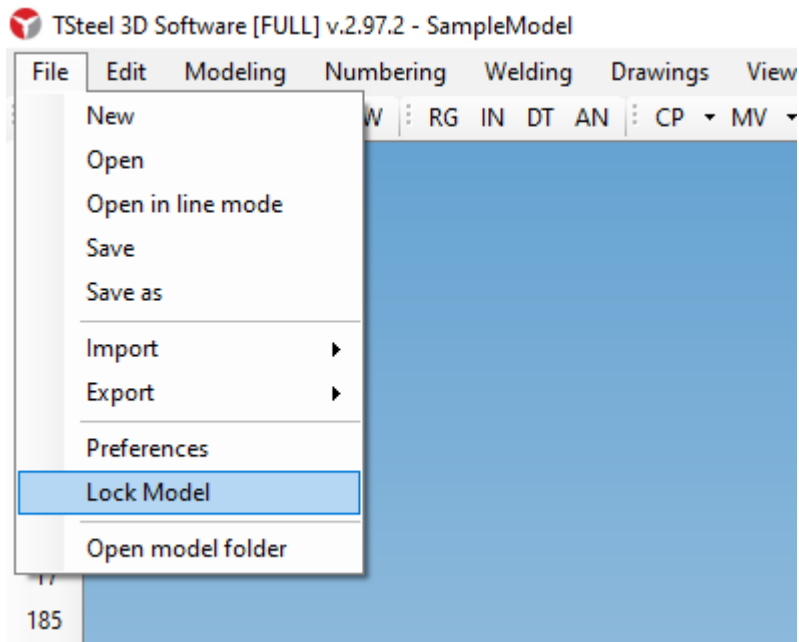 TSteel 3D Software [FULL] v.2.97.2 - SampleModel
File Edit Modeling Numbering Welding Drawings View
W RG IN DT AN CP MV
New
Open
Open in line mode
Save
Save as
Import
Export
Preferences
Lock Model
Open model folder
185